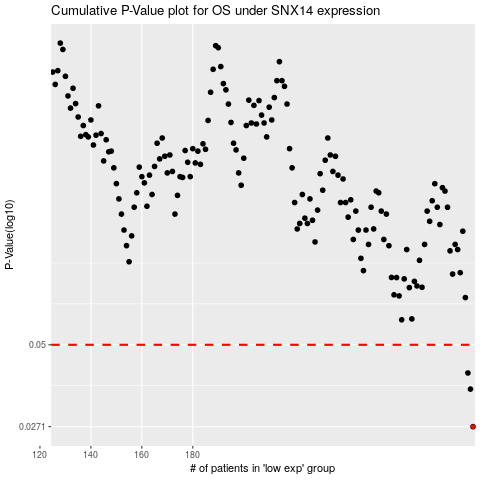 Cumulative P-Value plot for OS under SNX14 expression
P-Value(log10)
0.05
0.0271
120 140 160 180
# of patients in 'low exp' group